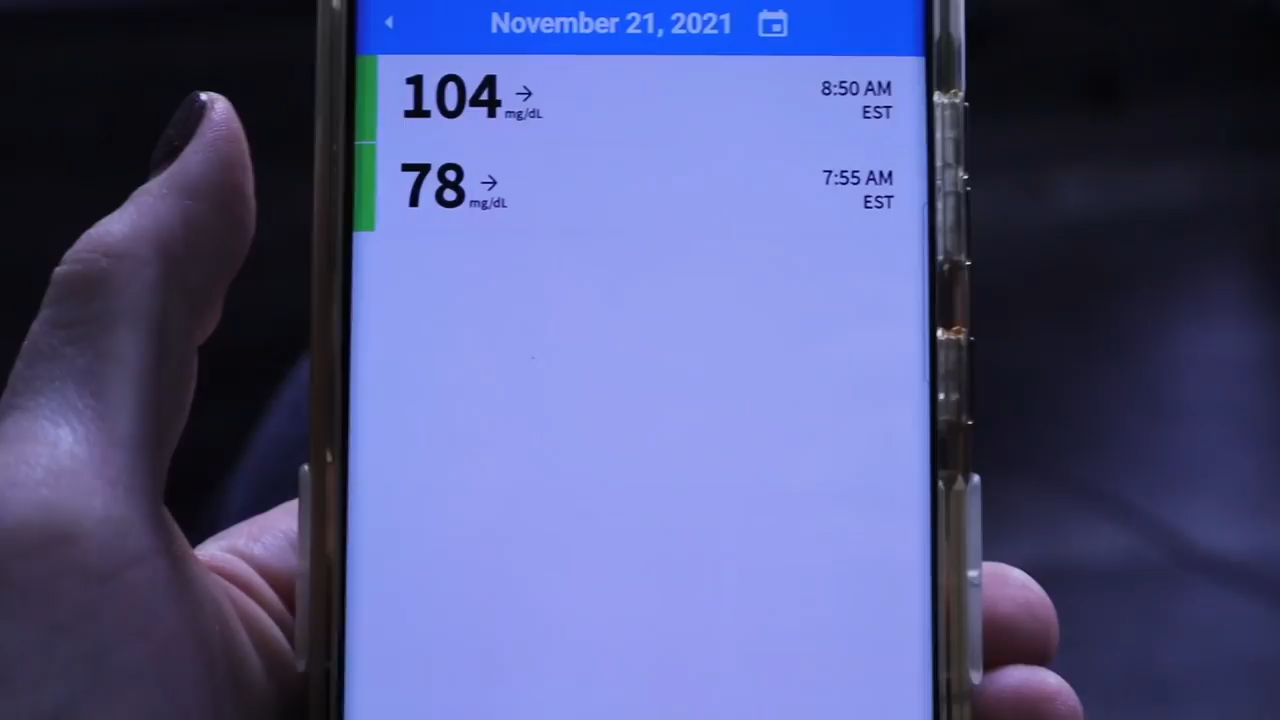 November 21, 2021
104 → mg/dL 8:50 AM
EST
78 → mg/dL 7:55 AM
EST